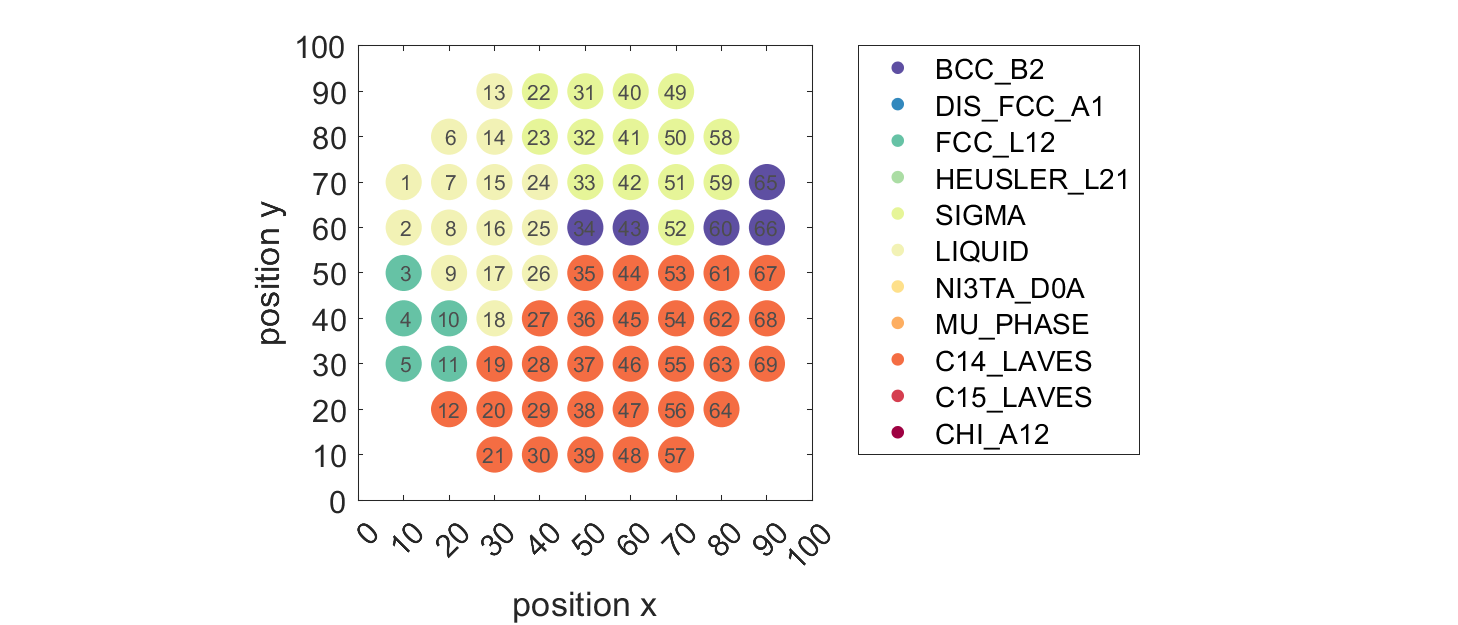 100
90
80
70
60
50
40
30
20
10
0
position y
13 22 31 40 49
6 14 23 32 41 50 58
1 7 15 24 33 42 51 59 65
2 8 16 25 34 43 52 60 66
3 9 17 26 35 44 53 61 67
4 10 18 27 36 45 54 62 68
5 11 19 28 37 46 55 63 69
12 20 29 38 47 56 64
21 30 39 48 57
0 10 20 30 40 50 60 70 80 90 100
position x
BCC_B2
DIS_FCC_A1
FCC_L12
HEUSLER_L21
SIGMA
LIQUID
NI3TA_D0A
MU_PHASE
C14_LAVES
C15_LAVES
CHI_A12